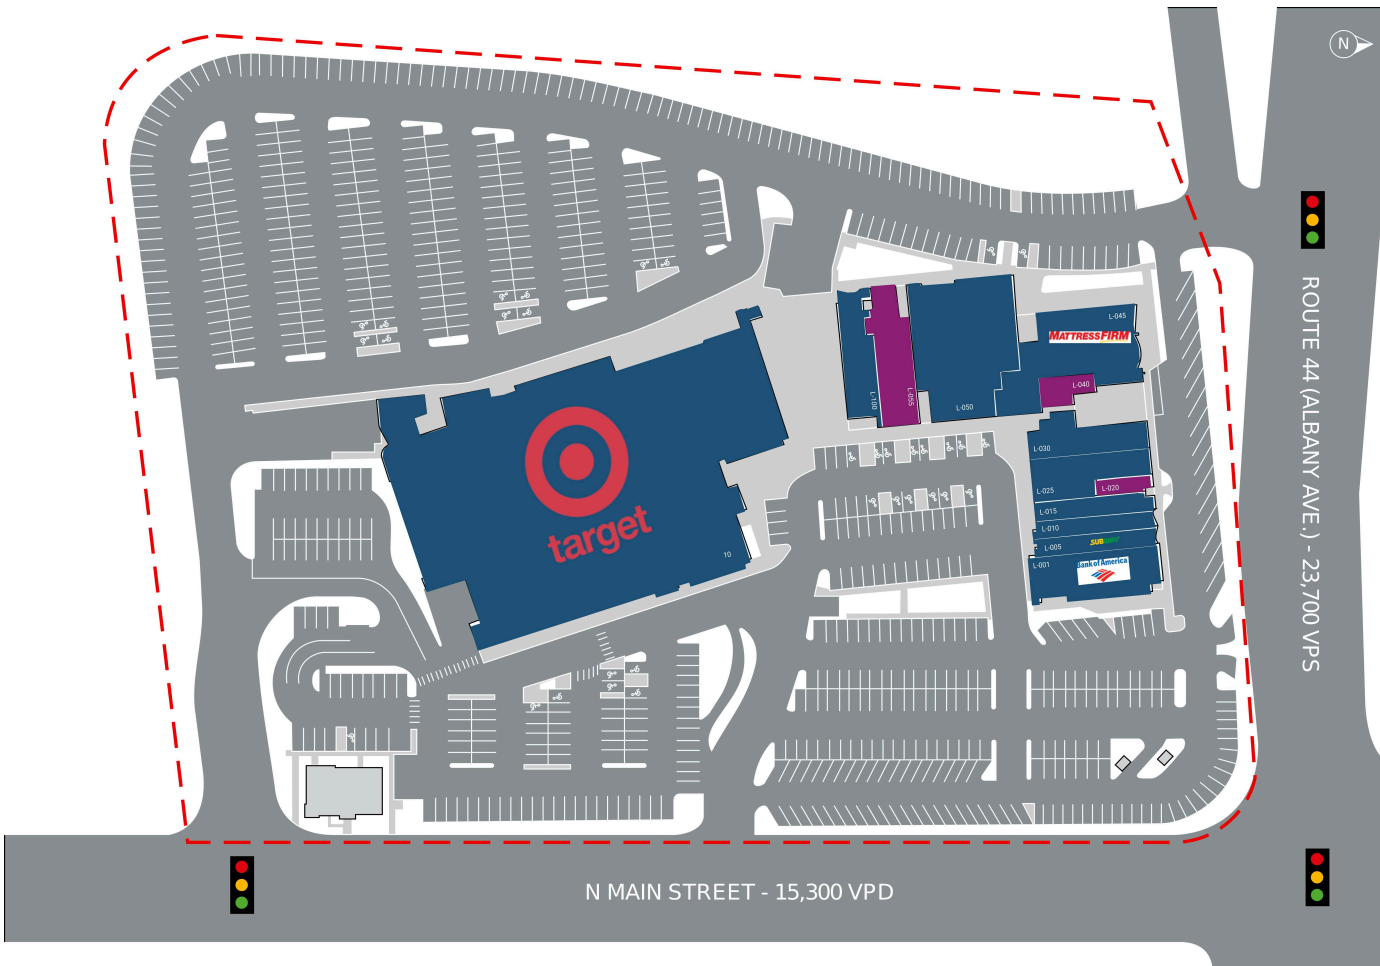 N
L-045
MATTRESSFIRM
ROUTE 44 (ALBANY AVE.) - 23,700 VPS
L-040
L-100
L-055
L-050
L-030
L-025
L-020
L-015
L-010
SUBWAY
L-005
L-001
Bank of America
target
10
N MAIN STREET - 15,300 VPD